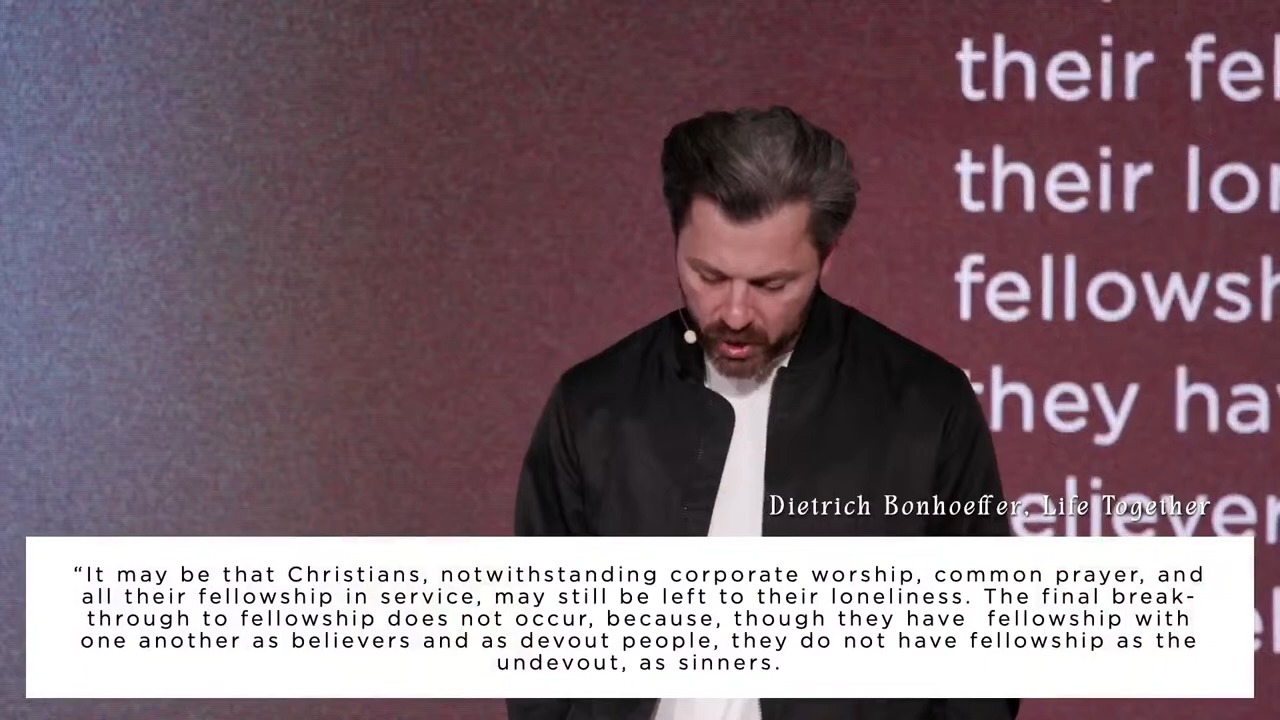 their fel
their lor
fellowsh
they hav
eliever
el
Dietrich Bonhoeffer, Life Together
“It may be that Christians, notwithstanding corporate worship, common prayer, and
all their fellowship in service, may still be left to their loneliness. The final break-
through to fellowship does not occur, because, though they have  fellowship with
one another as believers and as devout people, they do not have fellowship as the
undevout, as sinners.